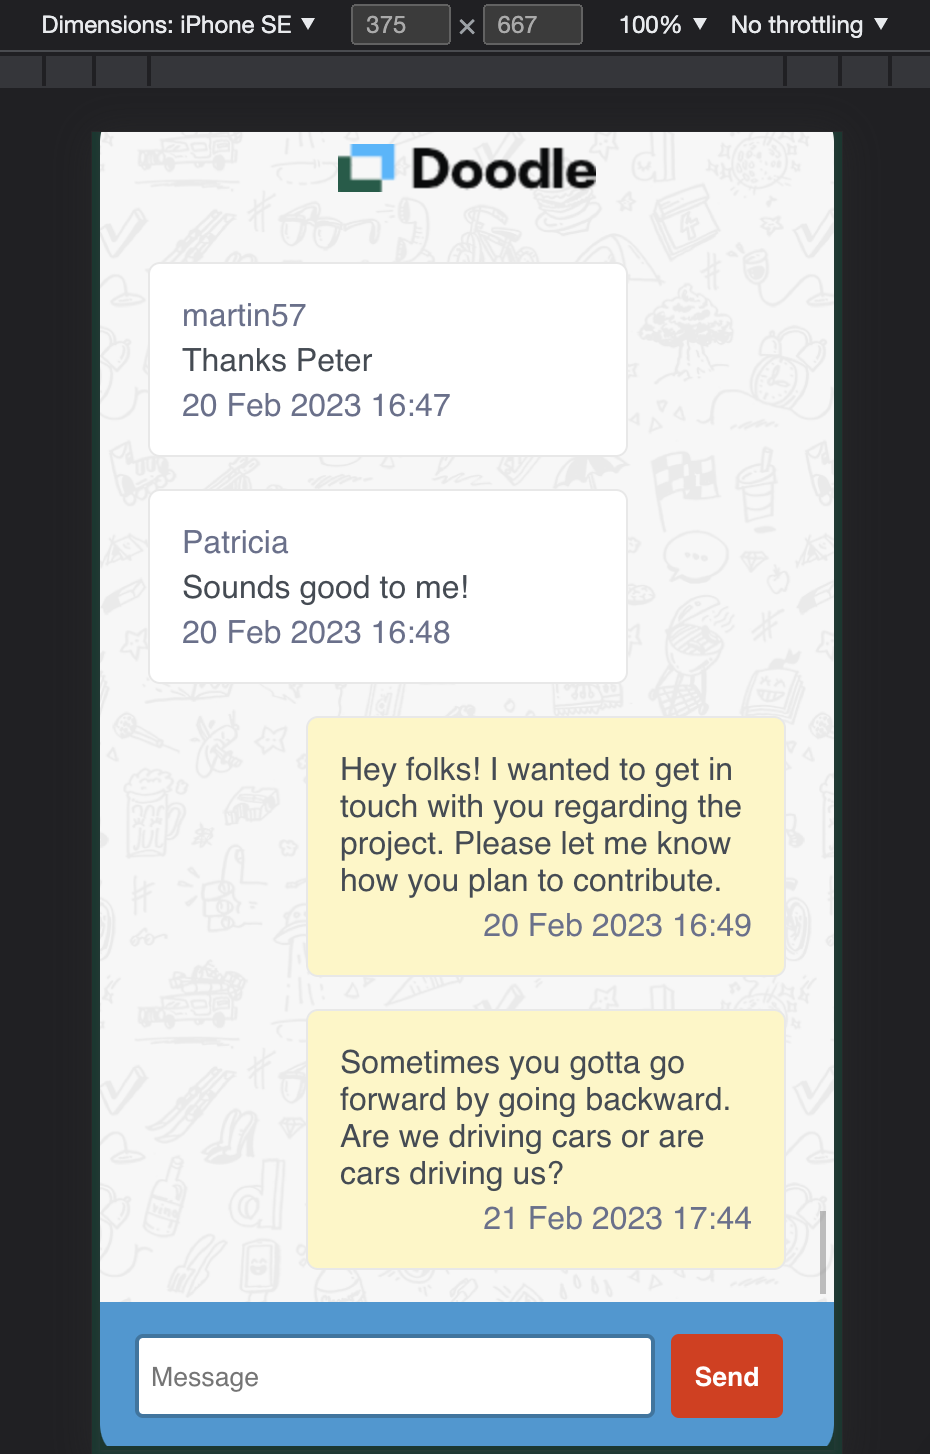 Dimensions: iPhone SE ▼ 375 × 667 100% ▼ No throttling ▼
Doodle
martin57
Thanks Peter
20 Feb 2023 16:47
Patricia
Sounds good to me!
20 Feb 2023 16:48
Hey folks! I wanted to get in
touch with you regarding the
project. Please let me know
how you plan to contribute.
20 Feb 2023 16:49
Sometimes you gotta go
forward by going backward.
Are we driving cars or are
cars driving us?
21 Feb 2023 17:44
Message
Send